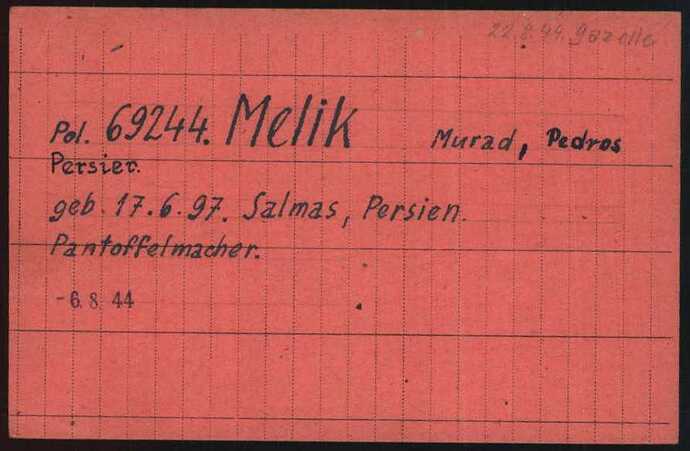 22.8.44. Gazelle
Pol. 69244. Melik Murad, Pedros
Persier.
geb. 17.6.97. Salmas, Persien.
Pantoffelmacher.
-6.8.44